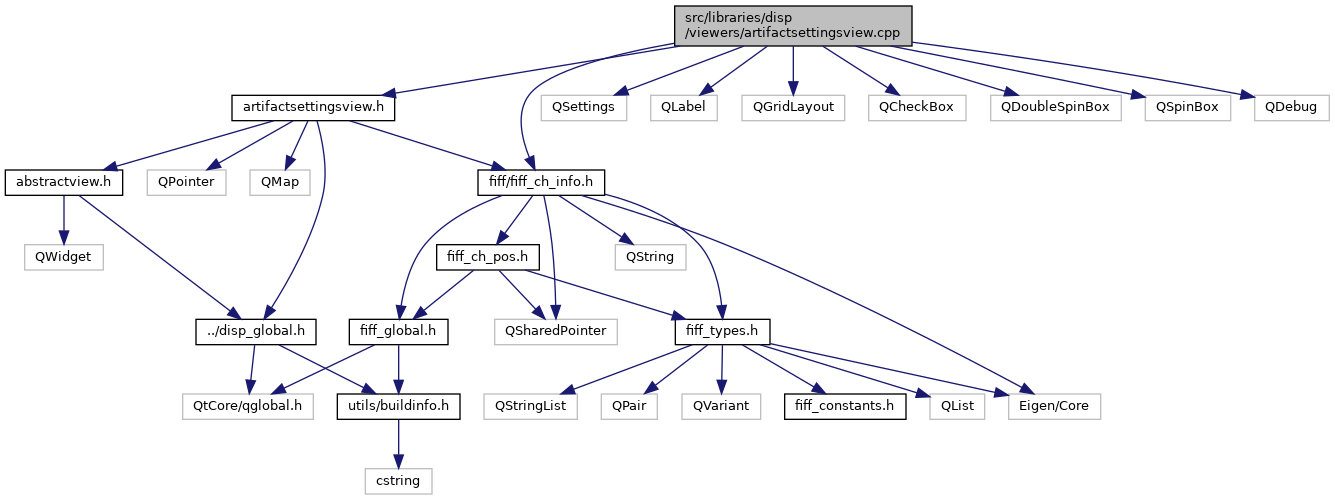 src/libraries/disp
/viewers/artifactsettingsview.cpp
artifactsettingsview.h
QSettings
QLabel
QGridLayout
QCheckBox
QDoubleSpinBox
QSpinBox
QDebug
abstractview.h
QPointer
QMap
fiff/fiff_ch_info.h
QWidget
fiff_ch_pos.h
QString
../disp_global.h
fiff_global.h
QSharedPointer
fiff_types.h
QtCore/qglobal.h
utils/buildinfo.h
QStringList
QPair
QVariant
fiff_constants.h
QList
Eigen/Core
cstring